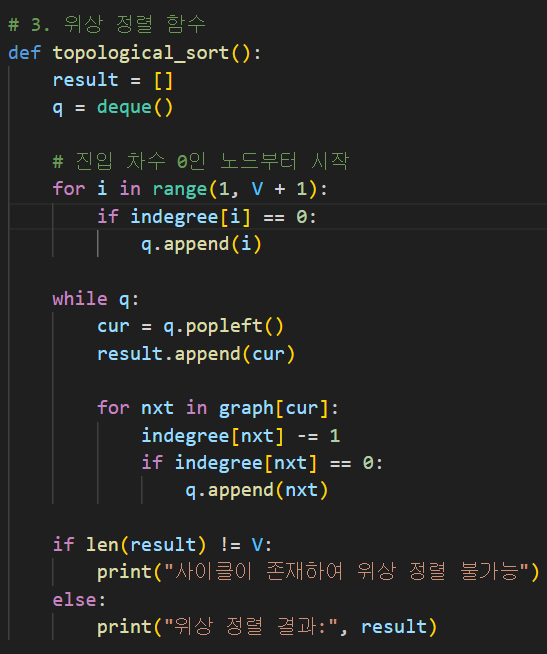 # 3. 위상 정렬 함수
def topological_sort():
    result = []
    q = deque()

    # 진입 차수 0인 노드부터 시작
    for i in range(1, V + 1):
        if indegree[i] == 0:
            q.append(i)

    while q:
        cur = q.popleft()
        result.append(cur)

        for nxt in graph[cur]:
            indegree[nxt] -= 1
            if indegree[nxt] == 0:
                q.append(nxt)

    if len(result) != V:
        print("사이클이 존재하여 위상 정렬 불가능")
    else:
        print("위상 정렬 결과:", result)